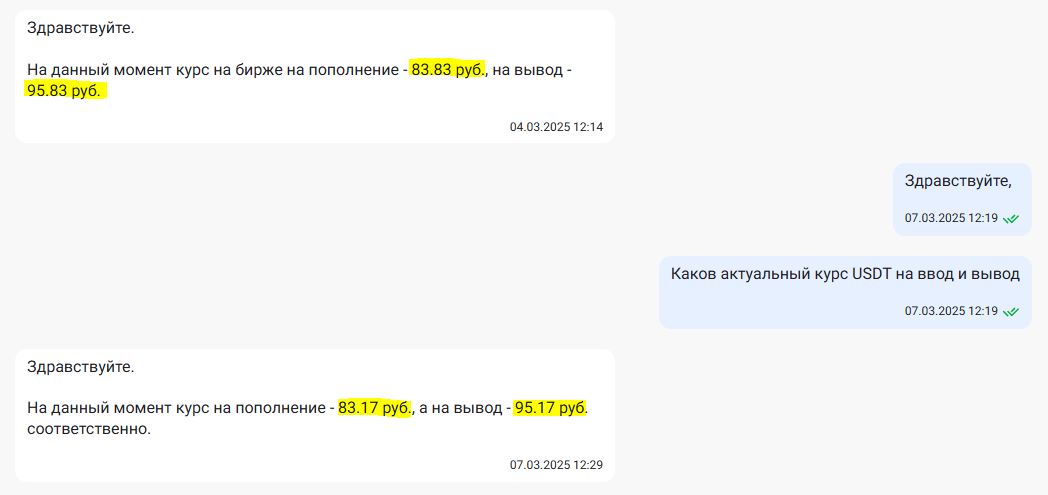 Здравствуйте.
На данный момент курс на бирже на пополнение - 83.83 руб., на вывод -
95.83 руб.
04.03.2025 12:14
Здравствуйте,
07.03.2025 12:19
Каков актуальный курс USDT на ввод и вывод
07.03.2025 12:19
Здравствуйте.
На данный момент курс на пополнение - 83.17 руб., а на вывод - 95.17 руб.
соответственно.
07.03.2025 12:29